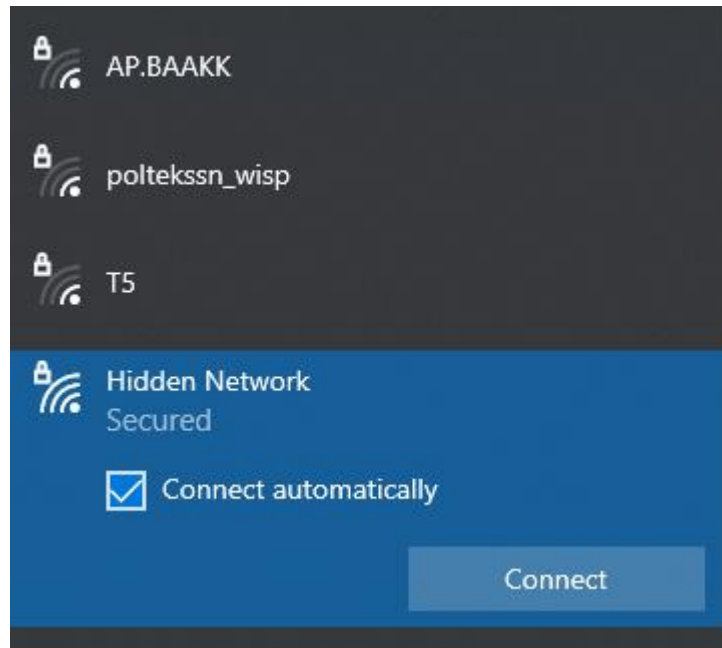 AP.BAAKK
poltekssn_wisp
T5
Hidden Network
Secured
Connect automatically
Connect